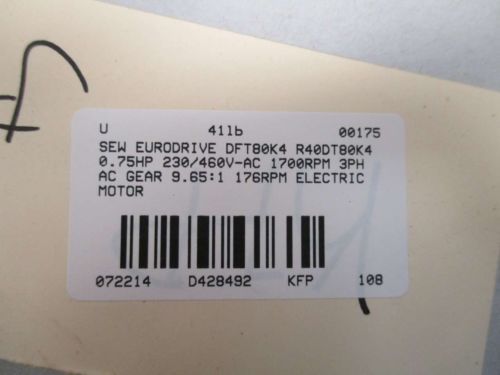 U 41lb 00175
SEW EURODRIVE DFT80K4 R40DT80K4
0.75HP 230/460V-AC 1700RPM 3PH
AC GEAR 9.65:1 176RPM ELECTRIC
MOTOR
072214 D428492 KFP 108